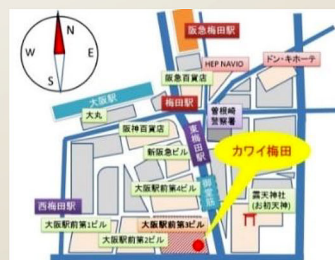 阪急梅田駅
N
W
E
S
HEP NAVIO
ドン・キホーテ
阪急百貨店
大阪駅
梅田駅
大丸
曽根崎
警察署
阪神百貨店
東梅田駅
カワイ梅田
新阪急ビル
御堂筋
大阪駅前第4ビル
西梅田駅
露天神社
(お初天神)
大阪駅前第1ビル
大阪駅前第3ビル
大阪駅前第2ビル